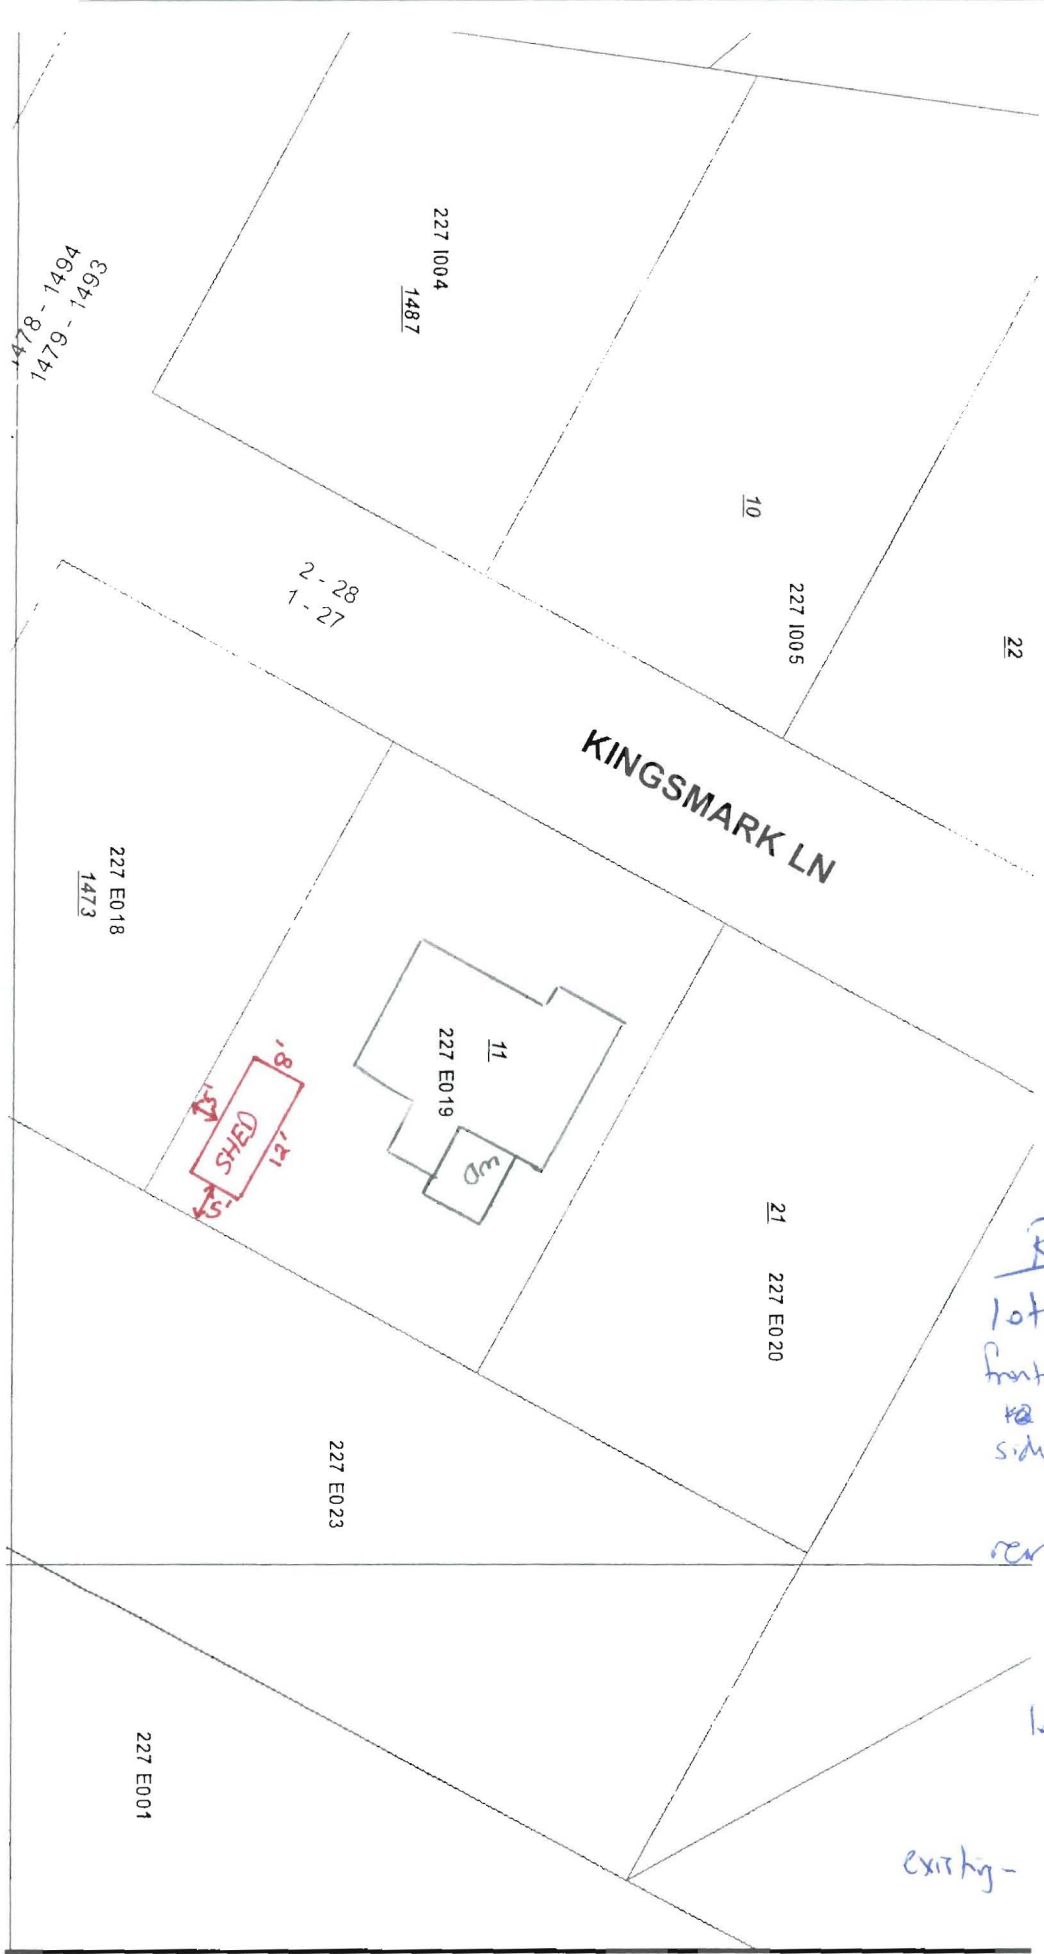 1478 - 1494
1479 - 1493
227 I004
1487
10
227 I005
22
2 - 28
1 - 27
KINGSMARK LN
227 E018
1473
11
227 E019
WD
8'
12'
SHED
5'
5'
21
227 E020
227 E023
227 E001
lot
front
side
rear
existing -